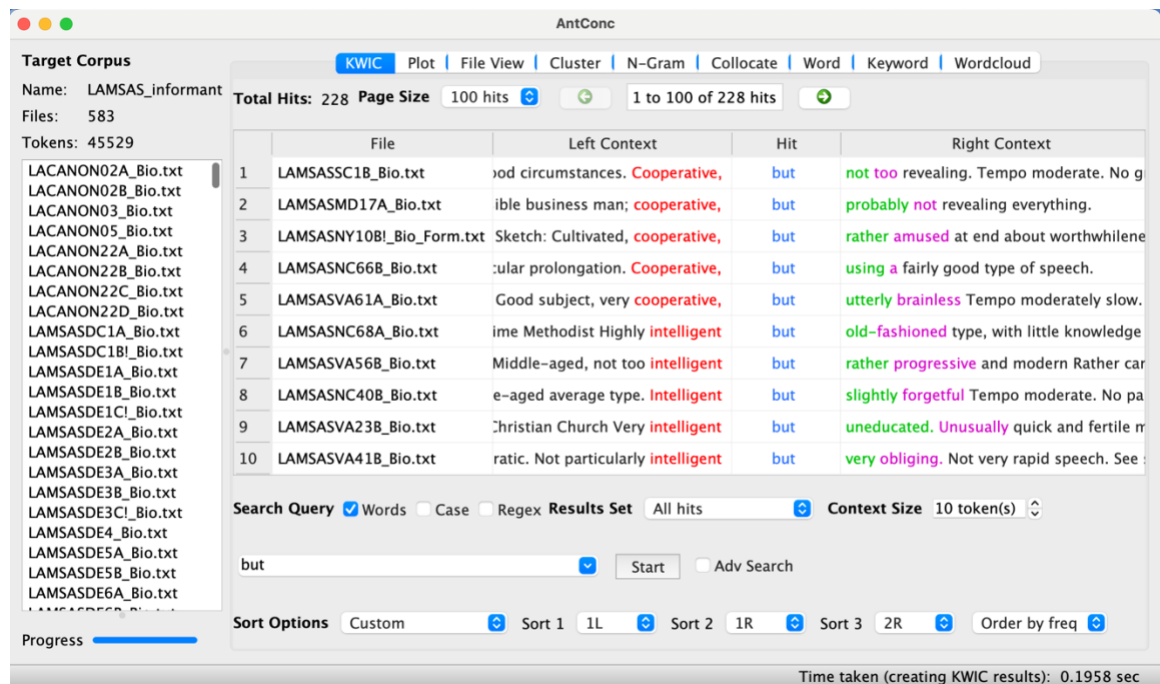 AntConc
Target Corpus
Name: LAMSAS_informant
Files: 583
Tokens: 45529
LACANON02A_Bio.txt
LACANON02B_Bio.txt
LACANON03_Bio.txt
LACANON05_Bio.txt
LACANON22A_Bio.txt
LACANON22B_Bio.txt
LACANON22C_Bio.txt
LACANON22D_Bio.txt
LAMSASDC1A_Bio.txt
LAMSASDC1B!_Bio.txt
LAMSASDE1A_Bio.txt
LAMSASDE1B_Bio.txt
LAMSASDE1C!_Bio.txt
LAMSASDE2A_Bio.txt
LAMSASDE2B_Bio.txt
LAMSASDE3A_Bio.txt
LAMSASDE3B_Bio.txt
LAMSASDE3C!_Bio.txt
LAMSASDE4_Bio.txt
LAMSASDE5A_Bio.txt
LAMSASDE5B_Bio.txt
LAMSASDE6A_Bio.txt
Progress
KWIC Plot File View Cluster N-Gram Collocate Word Keyword Wordcloud
Total Hits: 228 Page Size 100 hits 1 to 100 of 228 hits
File Left Context Hit Right Context
1 LAMSASSC1B_Bio.txt ood circumstances. Cooperative, but not too revealing. Tempo moderate. No g
2 LAMSASMD17A_Bio.txt ible business man; cooperative, but probably not revealing everything.
3 LAMSASNY10B!_Bio_Form.txt Sketch: Cultivated, cooperative, but rather amused at end about worthwhilene
4 LAMSASNC66B_Bio.txt cular prolongation. Cooperative, but using a fairly good type of speech.
5 LAMSASVA61A_Bio.txt Good subject, very cooperative, but utterly brainless Tempo moderately slow.
6 LAMSASNC68A_Bio.txt ime Methodist Highly intelligent but old-fashioned type, with little knowledge
7 LAMSASVA56B_Bio.txt Middle-aged, not too intelligent but rather progressive and modern Rather car
8 LAMSASNC40B_Bio.txt e-aged average type. Intelligent but slightly forgetful Tempo moderate. No pa
9 LAMSASVA23B_Bio.txt Christian Church Very intelligent but uneducated. Unusually quick and fertile m
10 LAMSASVA41B_Bio.txt ratic. Not particularly intelligent but very obliging. Not very rapid speech. See
Search Query Words Case Regex Results Set All hits Context Size 10 token(s)
but Start Adv Search
Sort Options Custom Sort 1 1L Sort 2 1R Sort 3 2R Order by freq
Time taken (creating KWIC results): 0.1958 sec